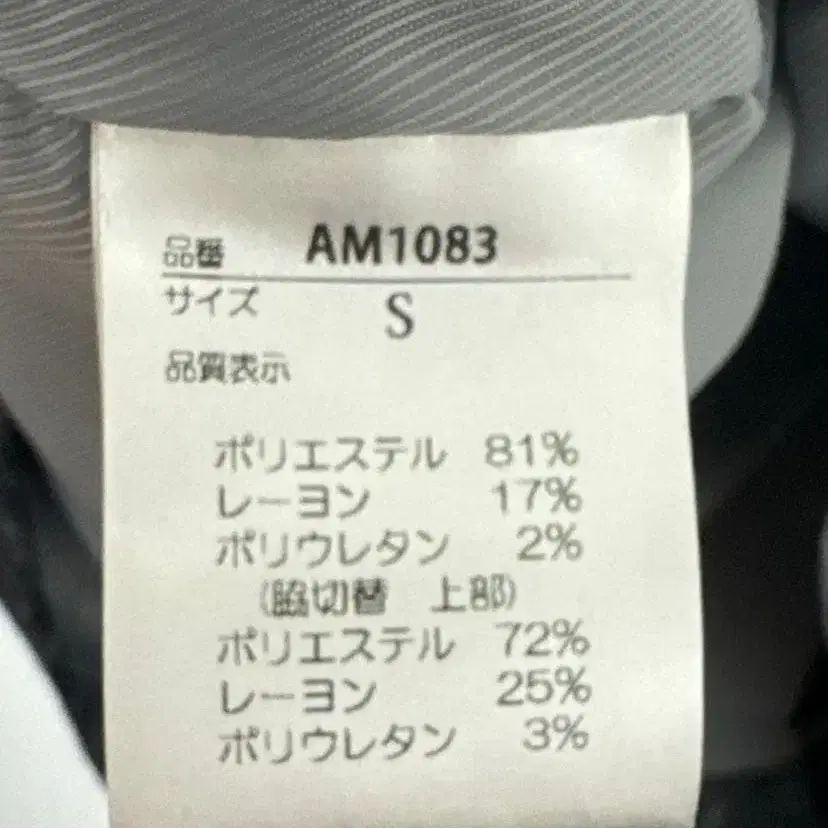 品番 AM1083
サイズ S
品質表示
ポリエステル 81%
レーヨン 17%
ポリウレタン 2%
(脇切替 上部)
ポリエステル 72%
レーヨン 25%
ポリウレタン 3%